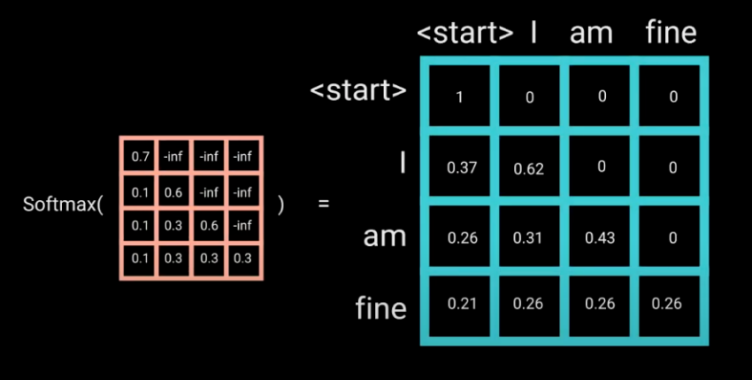 <start> I am fine
<start> 1 0 0 0
I 0.37 0.62 0 0
am 0.26 0.31 0.43 0
fine 0.21 0.26 0.26 0.26
Softmax(
0.7 -inf -inf -inf
0.1 0.6 -inf -inf
0.1 0.3 0.6 -inf
0.1 0.3 0.3 0.3
) =